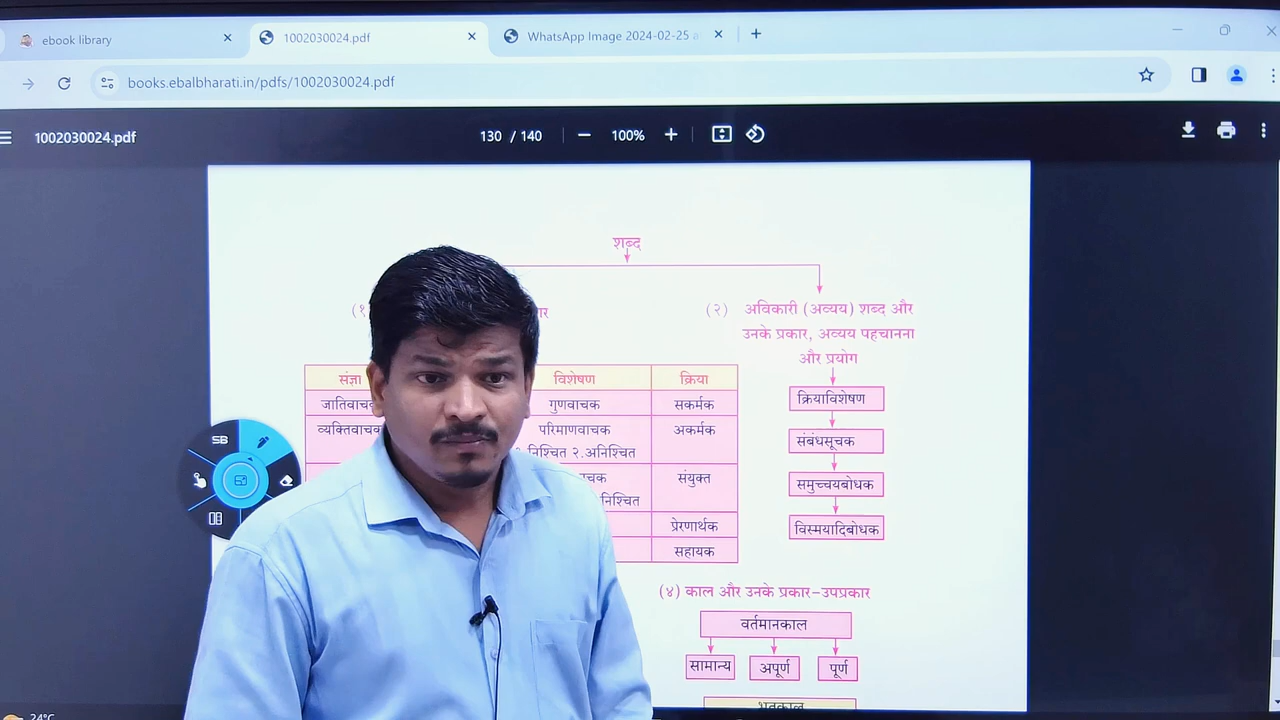 ebook library
1002030024.pdf
WhatsApp Image 2024-02-25
books.ebalbharati.in/pdfs/1002030024.pdf
1002030024.pdf
130 / 140
100%
शब्द
(२) अविकारी (अव्यय) शब्द और
उनके प्रकार, अव्यय पहचानना
और प्रयोग
संज्ञा विशेषण क्रिया
गुणवाचक सकर्मक
परिमाणवाचक अकर्मक
निश्चित २.अनिश्चित
संयुक्त
प्रेरणार्थक
सहायक
क्रियाविशेषण
संबंधसूचक
समुच्चयबोधक
विस्मयादिबोधक
SB
(४) काल और उनके प्रकार-उपप्रकार
वर्तमानकाल
सामान्य अपूर्ण पूर्ण
भूतकाल
24°C